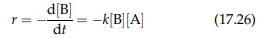 r = −d[B]/dt = −k[B][A] (17.26)